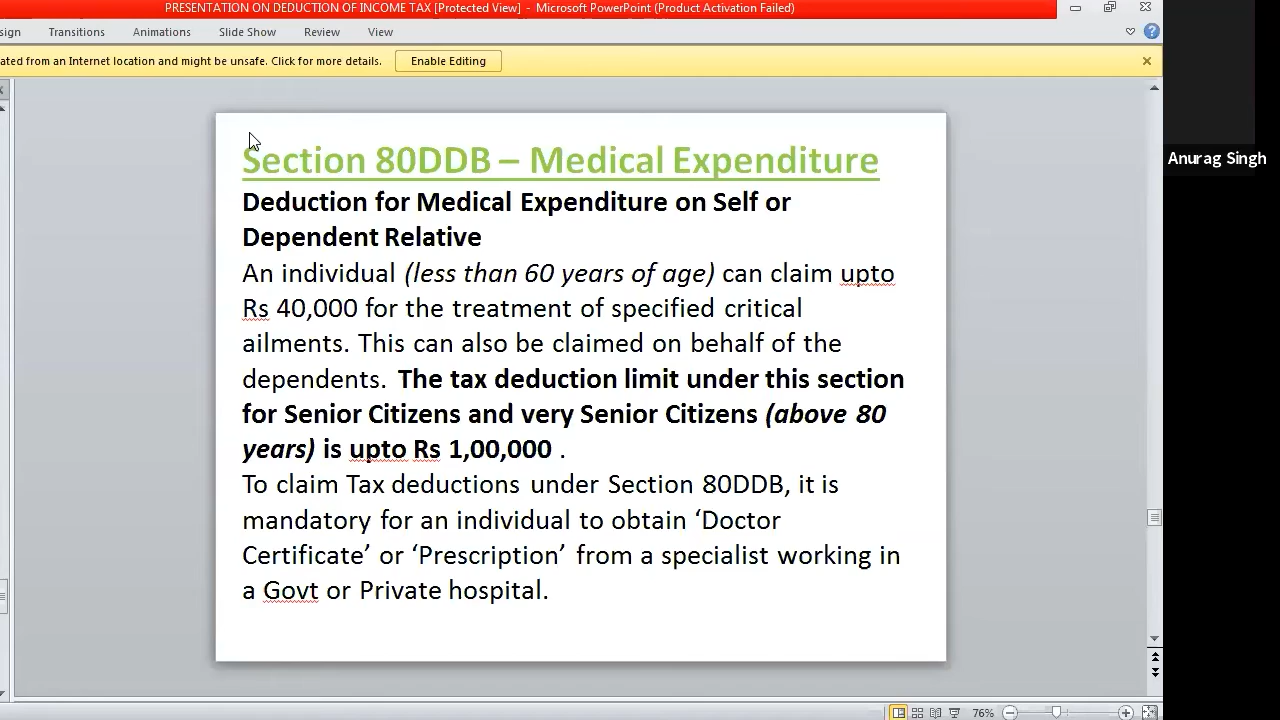 PRESENTATION ON DEDUCTION OF INCOME TAX [Protected View] - Microsoft PowerPoint (Product Activation Failed)
sign Transitions Animations Slide Show Review View
ated from an Internet location and might be unsafe. Click for more details. Enable Editing
Anurag Singh
Section 80DDB – Medical Expenditure
Deduction for Medical Expenditure on Self or
Dependent Relative
An individual (less than 60 years of age) can claim upto
Rs 40,000 for the treatment of specified critical
ailments. This can also be claimed on behalf of the
dependents. The tax deduction limit under this section
for Senior Citizens and very Senior Citizens (above 80
years) is upto Rs 1,00,000 .
To claim Tax deductions under Section 80DDB, it is
mandatory for an individual to obtain ‘Doctor
Certificate’ or ‘Prescription’ from a specialist working in
a Govt or Private hospital.
76%